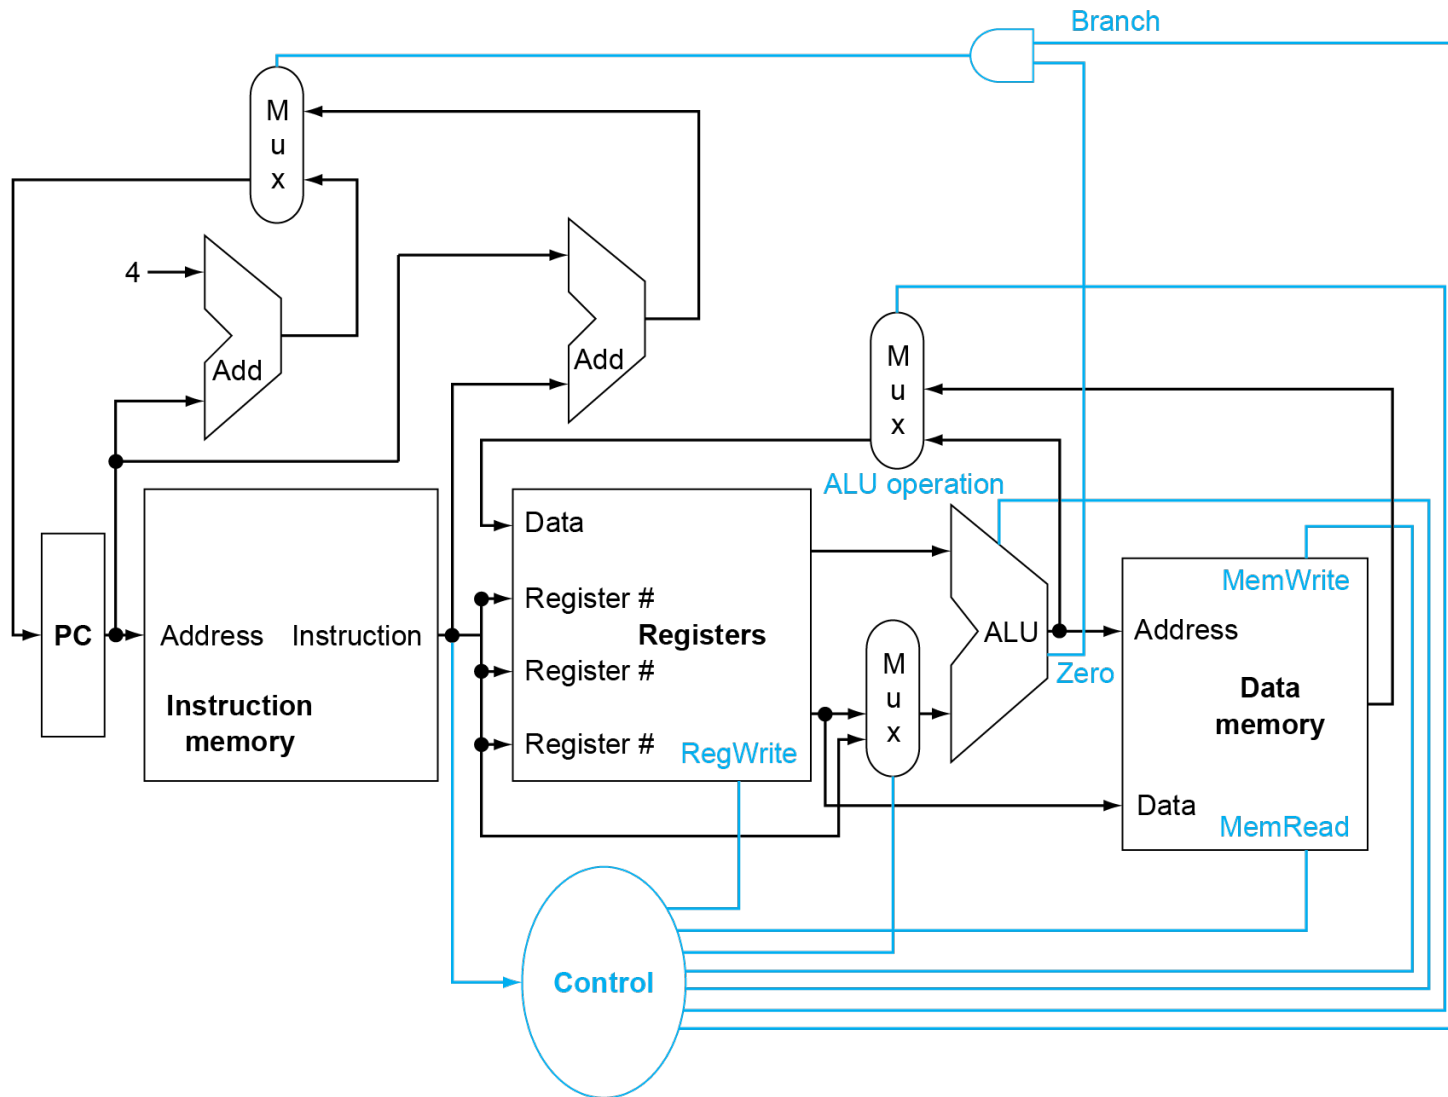 Branch
M
u
x
4
Add
Add
M
u
x
ALU operation
Data
MemWrite
Register #
PC
Address
Instruction
Registers
ALU
Address
M
u
x
Register #
Zero
Instruction
memory
Data
memory
Register #
RegWrite
Data
MemRead
Control